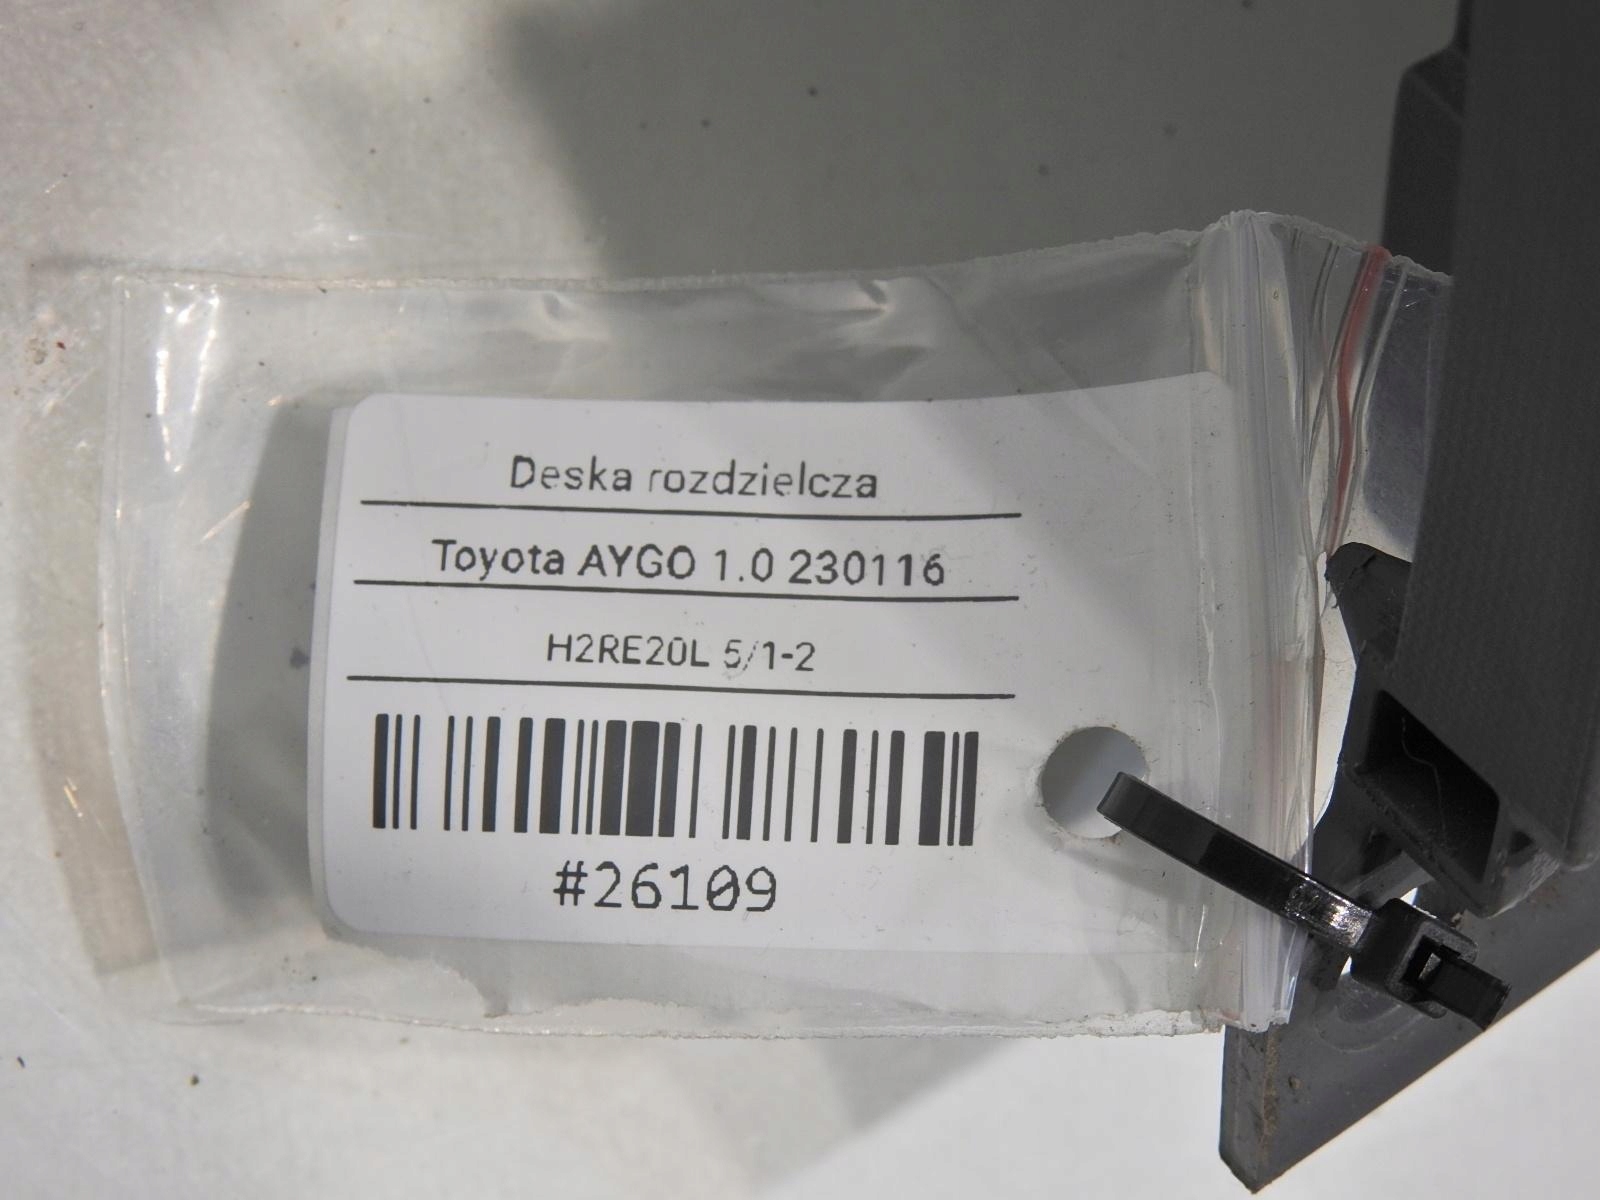 Deska rozdzielcza
Toyota AYGO 1.0 230116
H2RE20L 5/1-2
#26109